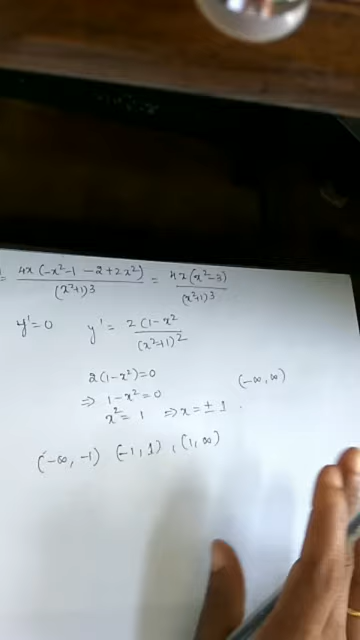 = 4x(-x²-1 -2+2x²) / (x²+1)³ = 4x(x²-3) / (x²+1)³
y'=0 y' = 2(1-x² / (x²+1)²
2(1-x²)=0
⇒ 1-x²=0 (-∞, ∞)
x² = 1 ⇒ x = ± 1 .
(-∞, -1) (-1, 1) , (1, ∞)